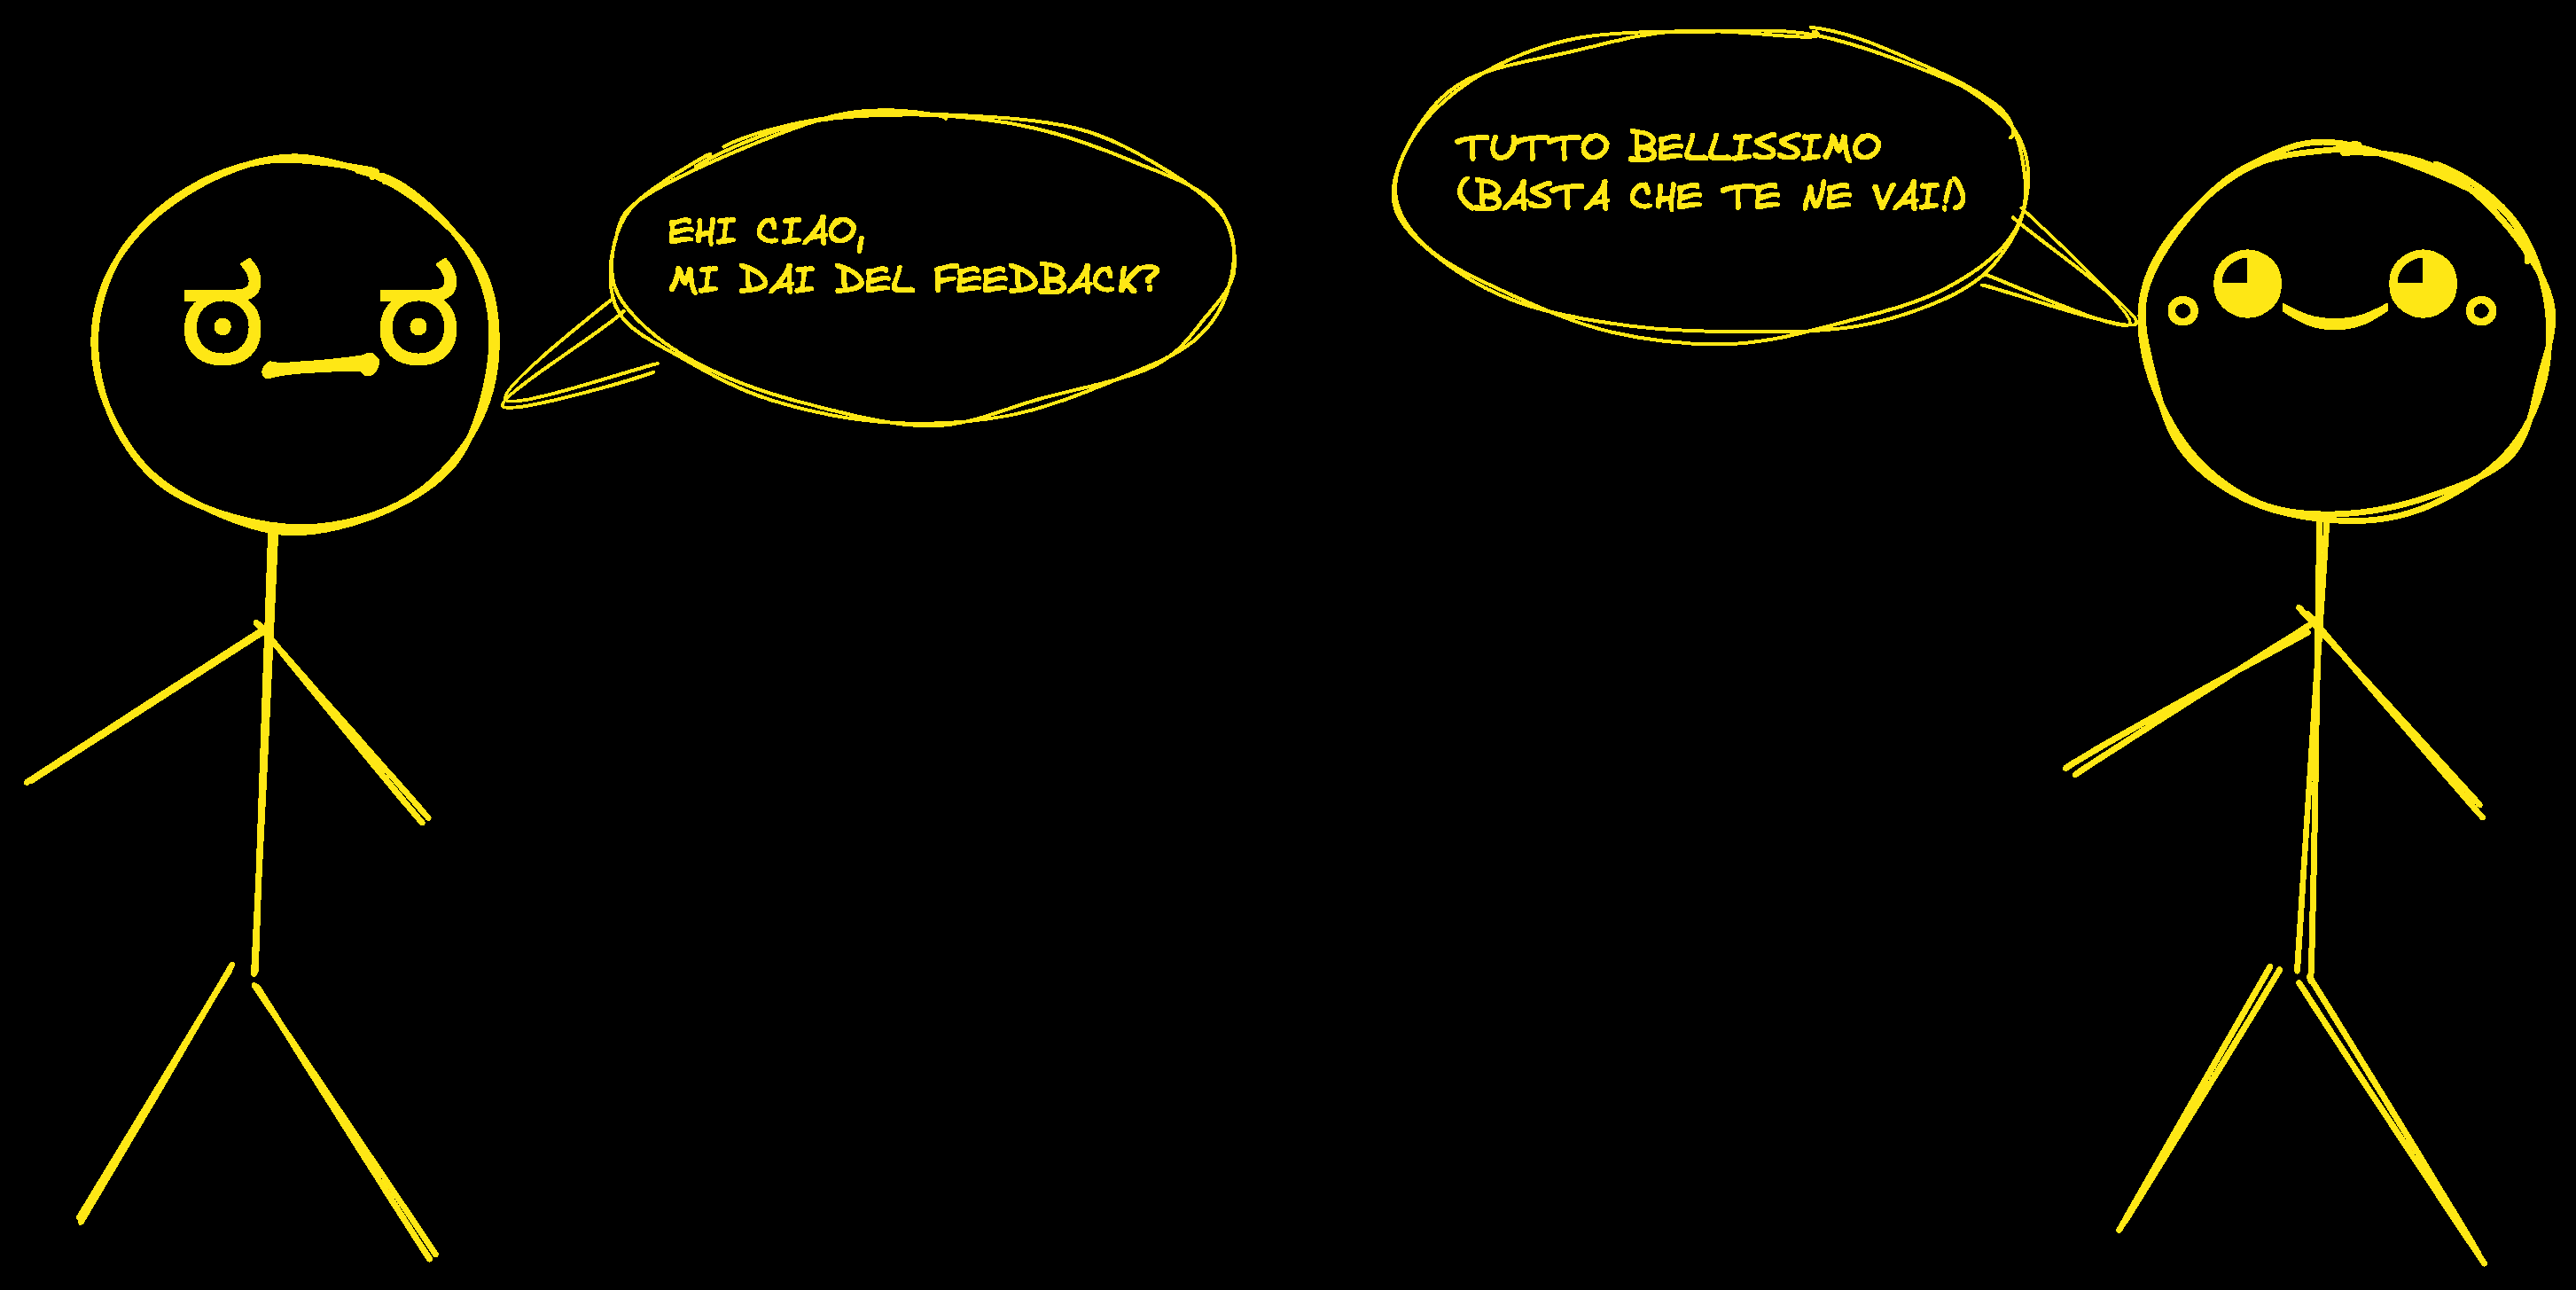 EHI CIAO,
MI DAI DEL FEEDBACK?
TUTTO BELLISSIMO
(BASTA CHE TE NE VAI!)